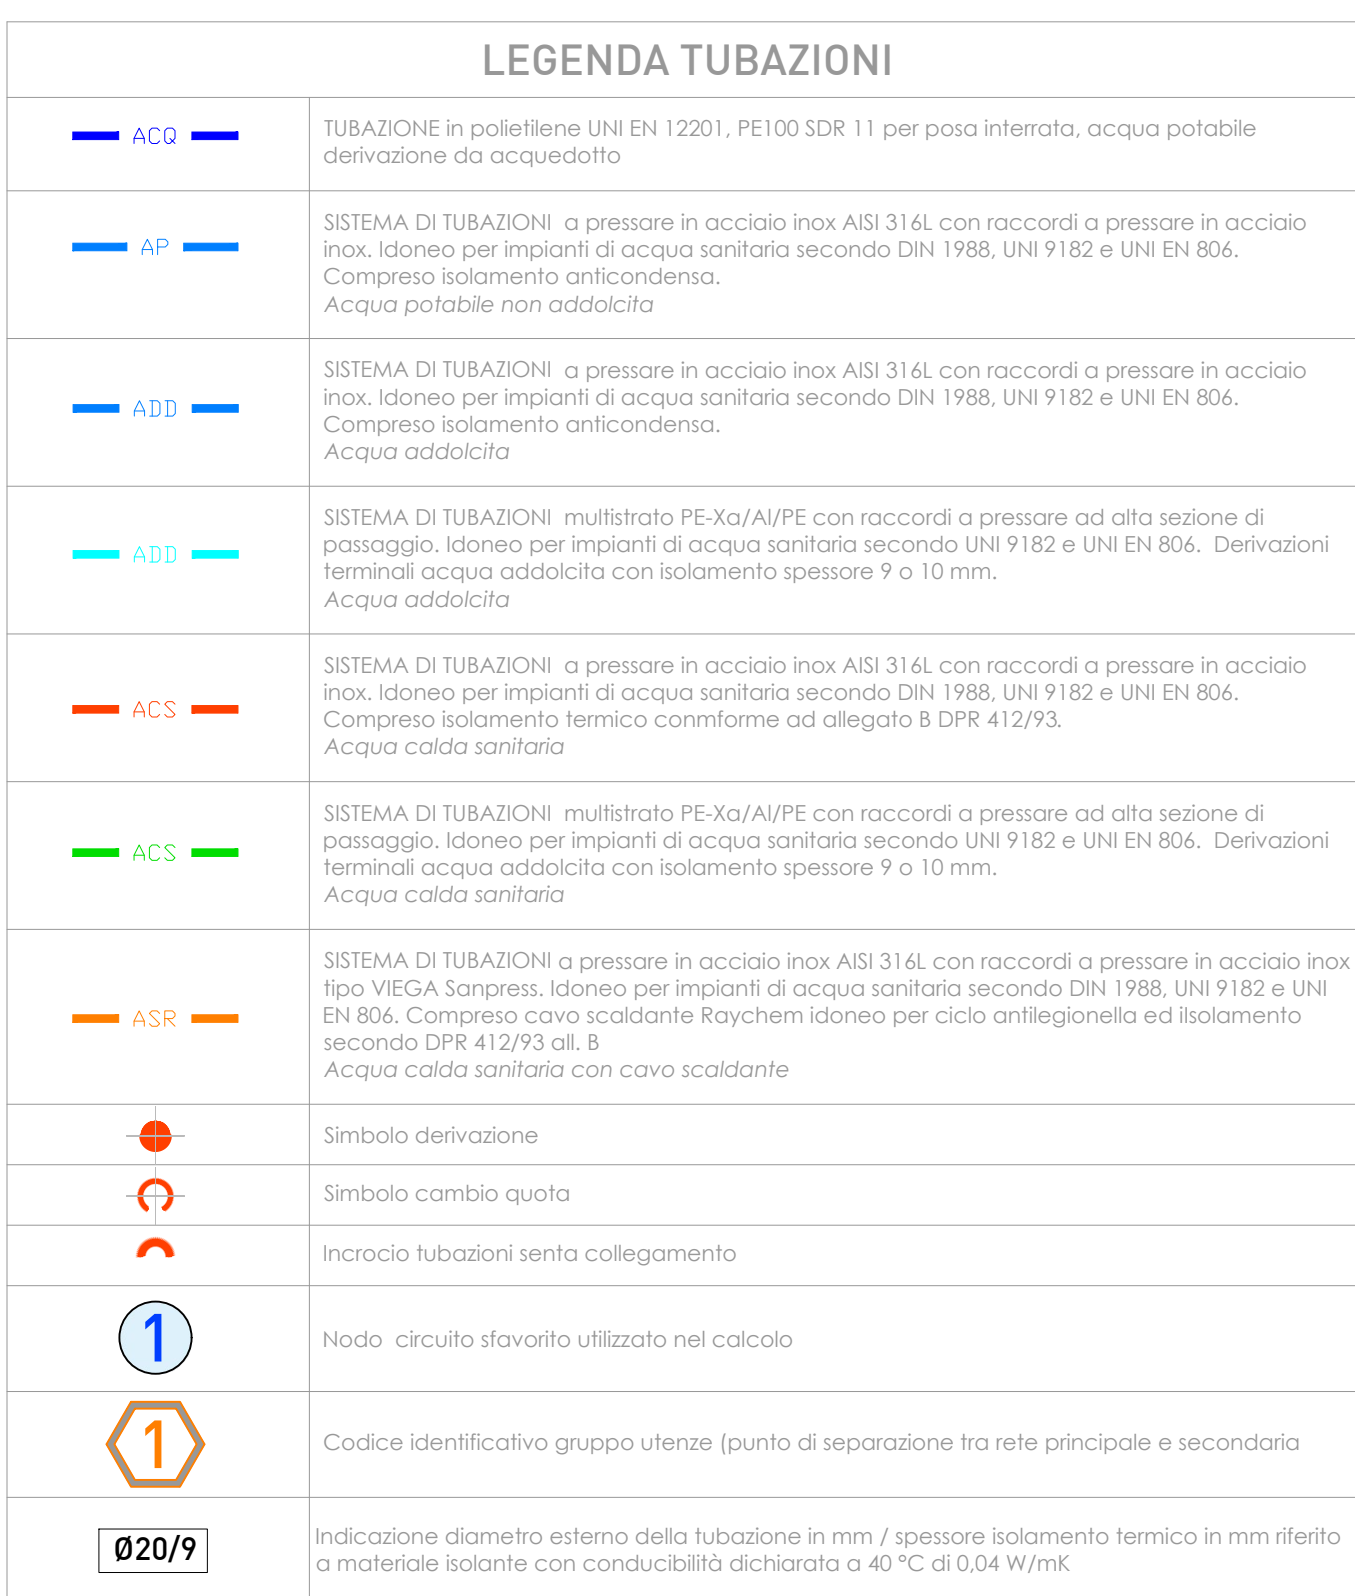 LEGENDA TUBAZIONI
ACQ
TUBAZIONE in polietilene UNI EN 12201, PE100 SDR 11 per posa interrata, acqua potabile
derivazione da acquedotto
AP
SISTEMA DI TUBAZIONI a pressare in acciaio inox AISI 316L con raccordi a pressare in acciaio
inox. Idoneo per impianti di acqua sanitaria secondo DIN 1988, UNI 9182 e UNI EN 806.
Compreso isolamento anticondensa.
Acqua potabile non addolcita
ADD
SISTEMA DI TUBAZIONI a pressare in acciaio inox AISI 316L con raccordi a pressare in acciaio
inox. Idoneo per impianti di acqua sanitaria secondo DIN 1988, UNI 9182 e UNI EN 806.
Compreso isolamento anticondensa.
Acqua addolcita
ADD
SISTEMA DI TUBAZIONI multistrato PE-Xa/Al/PE con raccordi a pressare ad alta sezione di
passaggio. Idoneo per impianti di acqua sanitaria secondo UNI 9182 e UNI EN 806. Derivazioni
terminali acqua addolcita con isolamento spessore 9 o 10 mm.
Acqua addolcita
ACS
SISTEMA DI TUBAZIONI a pressare in acciaio inox AISI 316L con raccordi a pressare in acciaio
inox. Idoneo per impianti di acqua sanitaria secondo DIN 1988, UNI 9182 e UNI EN 806.
Compreso isolamento termico conmforme ad allegato B DPR 412/93.
Acqua calda sanitaria
ACS
SISTEMA DI TUBAZIONI multistrato PE-Xa/Al/PE con raccordi a pressare ad alta sezione di
passaggio. Idoneo per impianti di acqua sanitaria secondo UNI 9182 e UNI EN 806. Derivazioni
terminali acqua addolcita con isolamento spessore 9 o 10 mm.
Acqua calda sanitaria
ASR
SISTEMA DI TUBAZIONI a pressare in acciaio inox AISI 316L con raccordi a pressare in acciaio inox
tipo VIEGA Sanpress. Idoneo per impianti di acqua sanitaria secondo DIN 1988, UNI 9182 e UNI
EN 806. Compreso cavo scaldante Raychem idoneo per ciclo antilegionella ed ilsolamento
secondo DPR 412/93 all. B
Acqua calda sanitaria con cavo scaldante
Simbolo derivazione
Simbolo cambio quota
Incrocio tubazioni senta collegamento
1
Nodo circuito sfavorito utilizzato nel calcolo
1
Codice identificativo gruppo utenze (punto di separazione tra rete principale e secondaria
Ø20/9
Indicazione diametro esterno della tubazione in mm / spessore isolamento termico in mm riferito
a materiale isolante con conducibilità dichiarata a 40 °C di 0,04 W/mK